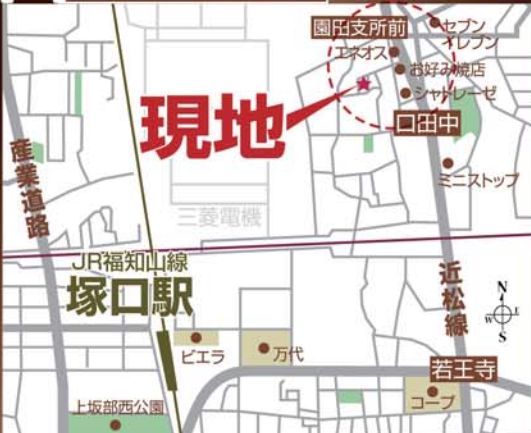 園田支所前
セブン
イレブン
エネオス
お好み焼店
シャトレーゼ
現地
口田中
ミニストップ
産業道路
三菱電機
JR福知山線
塚口駅
近松線
N
W E
S
ビエラ
万代
若王寺
コープ
上坂部西公園